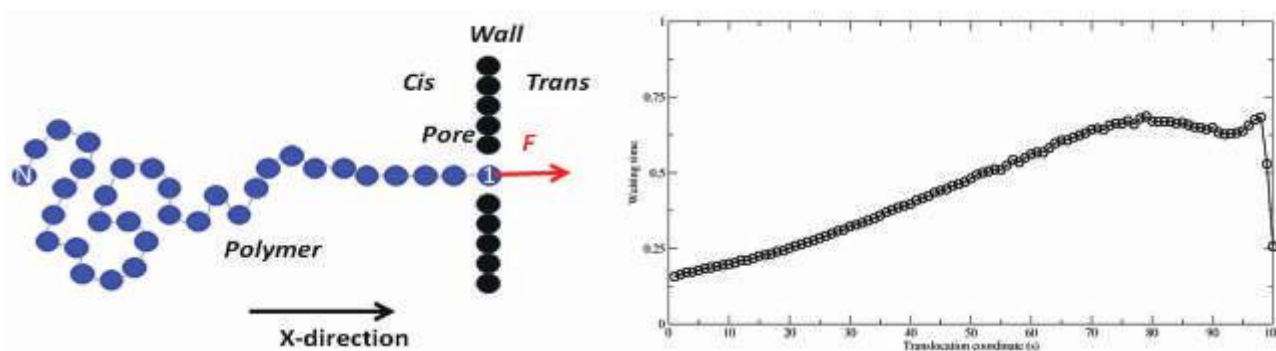 Wall
Cis Trans
Pore F
N 1
Polymer
X-direction
1
0.75
0.5
0.25
0
Waiting time
0 10 20 30 40 50 60 70 80 90 100
Translocation coordinate (s)